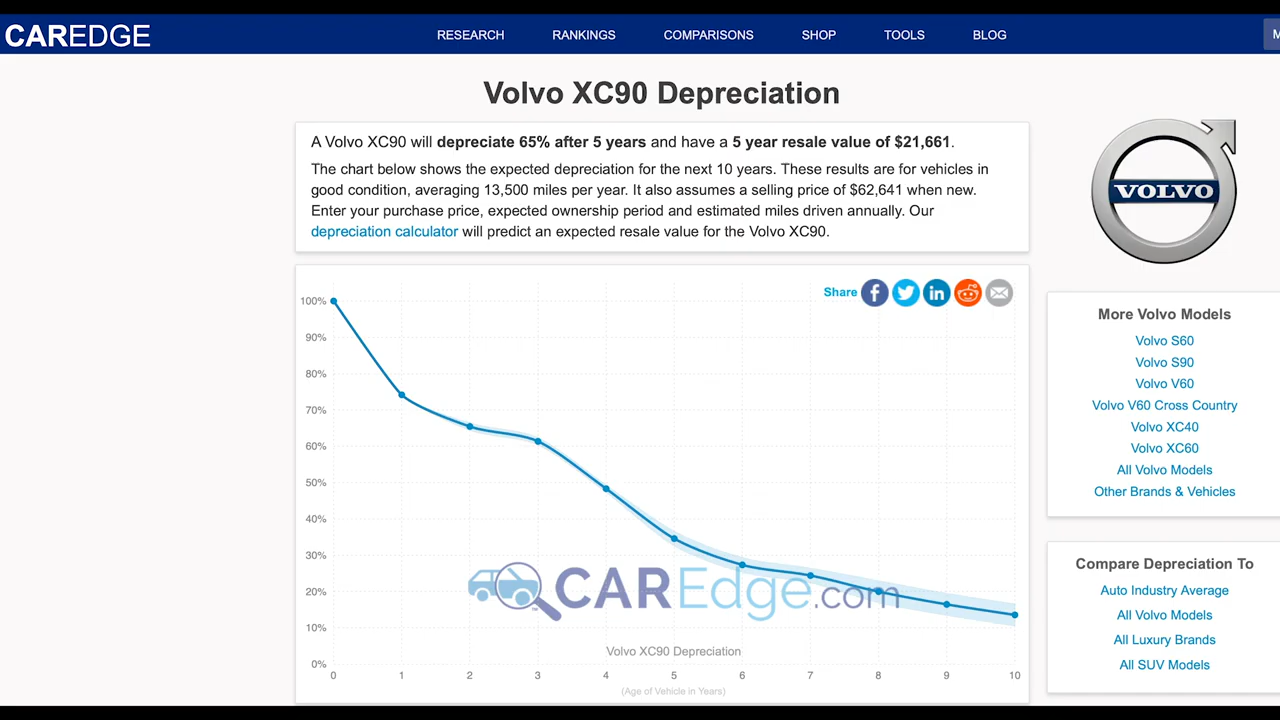 CAREDGE
RESEARCH RANKINGS COMPARISONS SHOP TOOLS BLOG M
Volvo XC90 Depreciation
A Volvo XC90 will depreciate 65% after 5 years and have a 5 year resale value of $21,661.
The chart below shows the expected depreciation for the next 10 years. These results are for vehicles in
good condition, averaging 13,500 miles per year. It also assumes a selling price of $62,641 when new.
Enter your purchase price, expected ownership period and estimated miles driven annually. Our
depreciation calculator will predict an expected resale value for the Volvo XC90.
VOLVO
Share
100%
90%
80%
70%
60%
50%
40%
30%
20%
10%
0%
CAREdge.com
Volvo XC90 Depreciation
0 1 2 3 4 5 6 7 8 9 10
(Age of Vehicle in Years)
More Volvo Models
Volvo S60
Volvo S90
Volvo V60
Volvo V60 Cross Country
Volvo XC40
Volvo XC60
All Volvo Models
Other Brands & Vehicles
Compare Depreciation To
Auto Industry Average
All Volvo Models
All Luxury Brands
All SUV Models